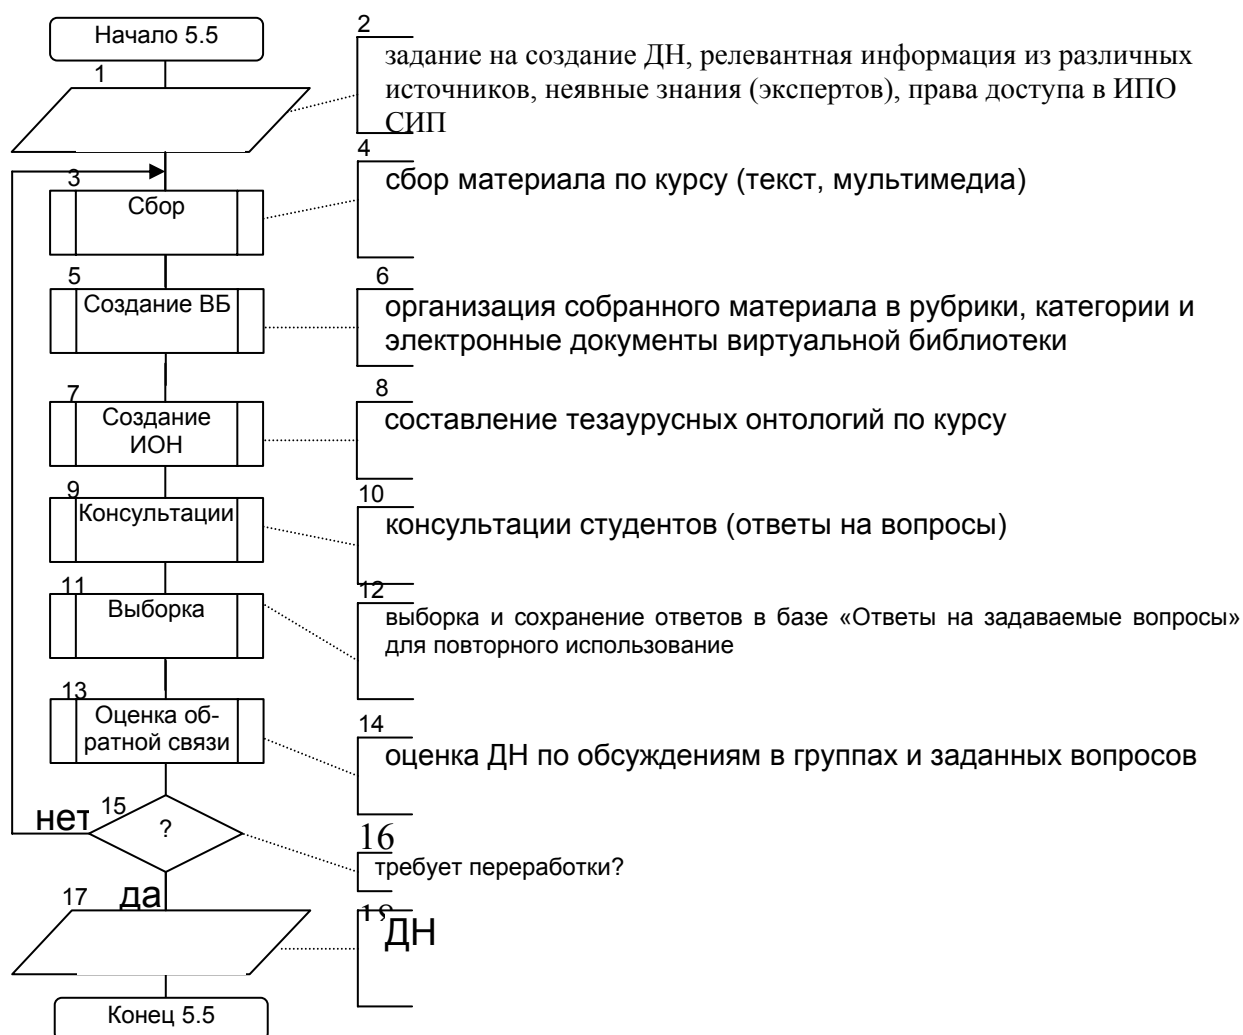 Начало 5.5
1
2
задание на создание ДН, релевантная информация из различных
источников, неявные знания (экспертов), права доступа в ИПО
СИП
3
Сбор
4
сбор материала по курсу (текст, мультимедиа)
5
Создание ВБ
6
организация собранного материала в рубрики, категории и
электронные документы виртуальной библиотеки
7
Создание
ИОН
8
составление тезаурусных онтологий по курсу
9
Консультации
10
консультации студентов (ответы на вопросы)
11
Выборка
12
выборка и сохранение ответов в базе «Ответы на задаваемые вопросы»
для повторного использование
13
Оценка об-
ратной связи
14
оценка ДН по обсуждениям в группах и заданных вопросов
15
?
нет
16
требует переработки?
да
17
18
ДН
Конец 5.5